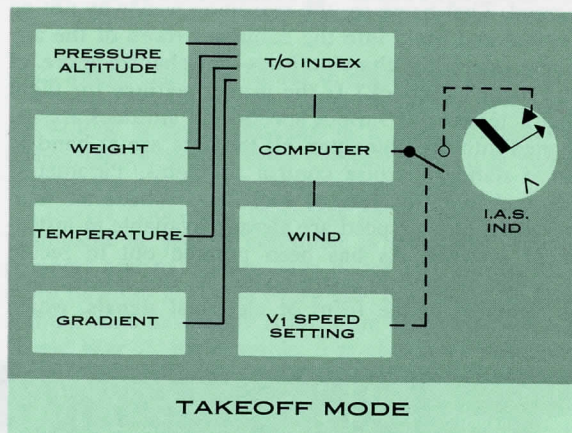 PRESSURE
ALTITUDE
T/O INDEX
WEIGHT
COMPUTER
I.A.S.
IND
TEMPERATURE
WIND
GRADIENT
V₁ SPEED
SETTING
TAKEOFF MODE